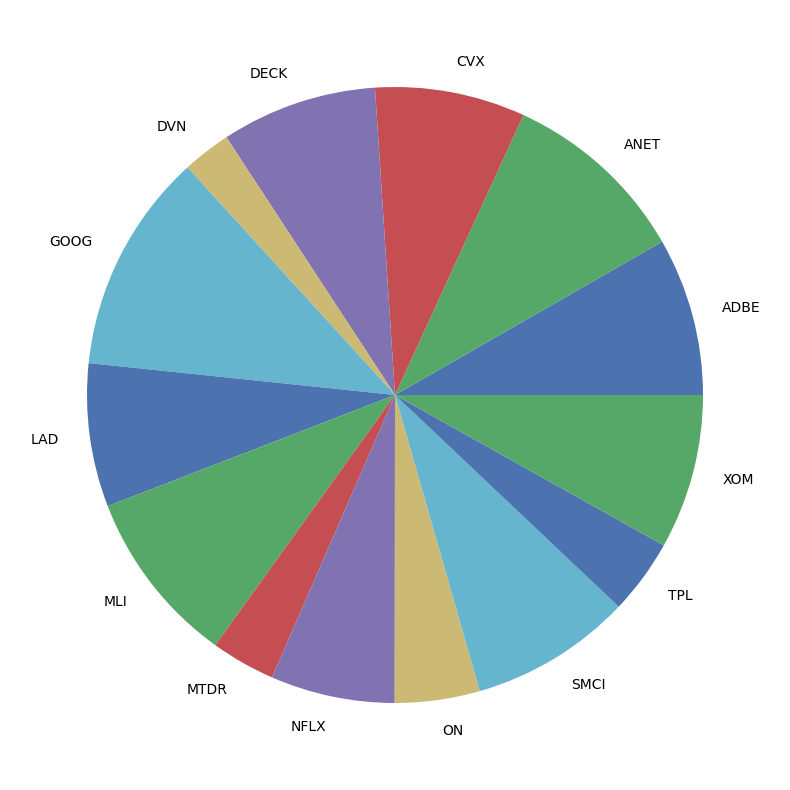 CVX
DECK
DVN
ANET
GOOG
ADBE
LAD
XOM
MLI
TPL
MTDR
SMCI
NFLX
ON